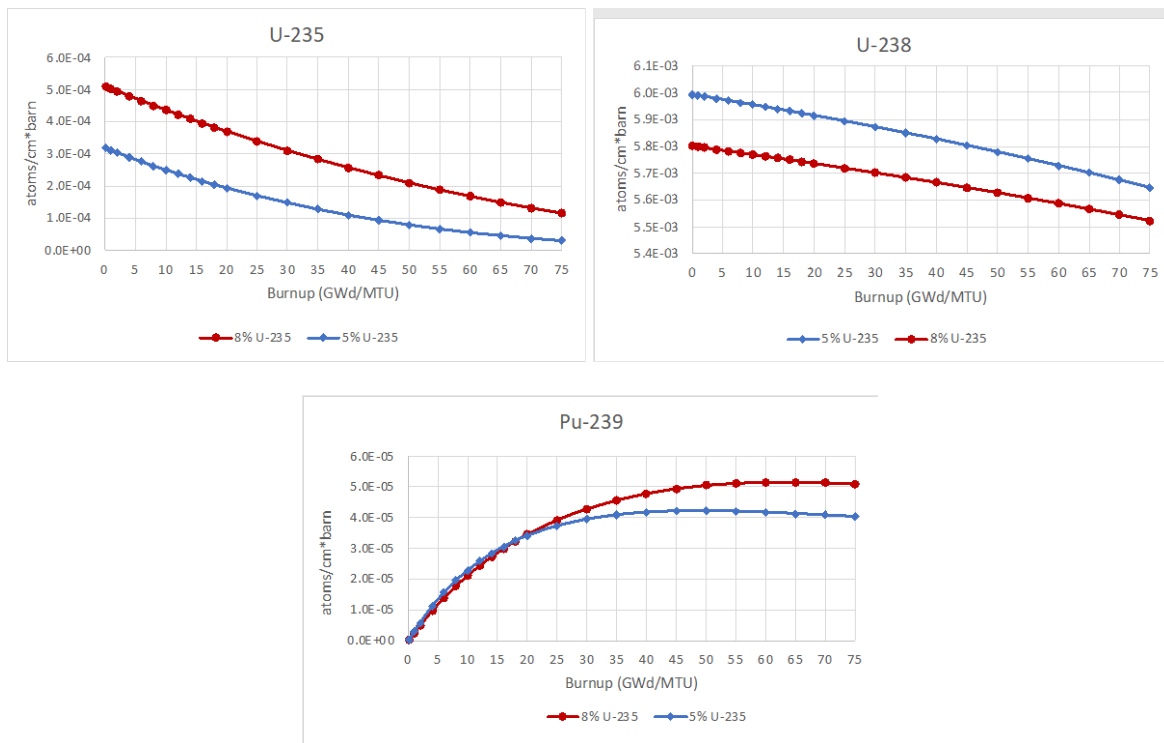 U-235
6.0E-04
5.0E-04
4.0E-04
3.0E-04
2.0E-04
1.0E-04
0.0E+00
atoms/cm*barn
0 5 10 15 20 25 30 35 40 45 50 55 60 65 70 75
Burnup (GWd/MTU)
8% U-235 5% U-235
U-238
6.1E-03
6.0E-03
5.9E-03
5.8E-03
5.7E-03
5.6E-03
5.5E-03
5.4E-03
atoms/cm*barn
0 5 10 15 20 25 30 35 40 45 50 55 60 65 70 75
Burnup (GWd/MTU)
5% U-235 8% U-235
Pu-239
6.0E-05
5.0E-05
4.0E-05
3.0E-05
2.0E-05
1.0E-05
0.0E+00
atoms/cm*barn
0 5 10 15 20 25 30 35 40 45 50 55 60 65 70 75
Burnup (GWd/MTU)
8% U-235 5% U-235